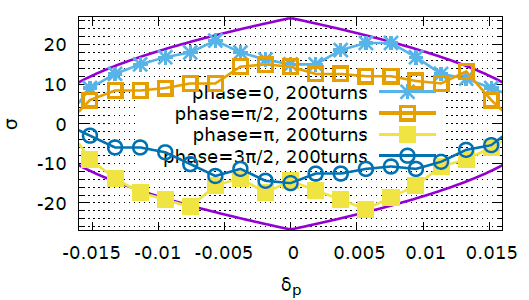 20
10
0
-10
-20
σ
phase=0, 200turns
phase=π/2, 200turns
phase=π, 200turns
phase=3π/2, 200turns
-0.015 -0.01 -0.005 0 0.005 0.01 0.015
δp